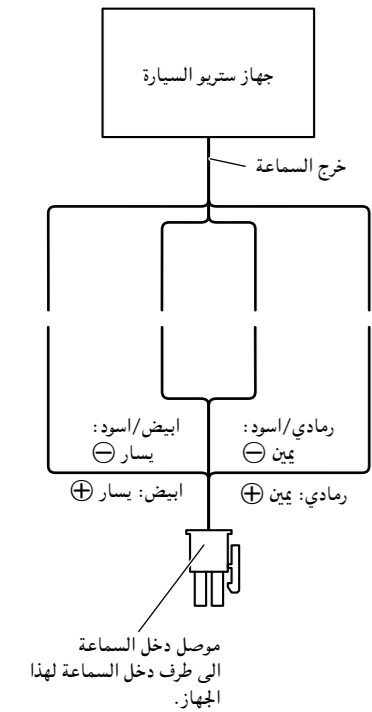 جهاز ستريو السيارة
خرج السماعة
رمادي/اسود:
يمين ⊖
ابيض/اسود:
يسار ⊖
رمادي: يمين ⊕
ابيض: يسار ⊕
موصل دخل السماعة
الى طرف دخل السماعة لهذا
الجهاز.